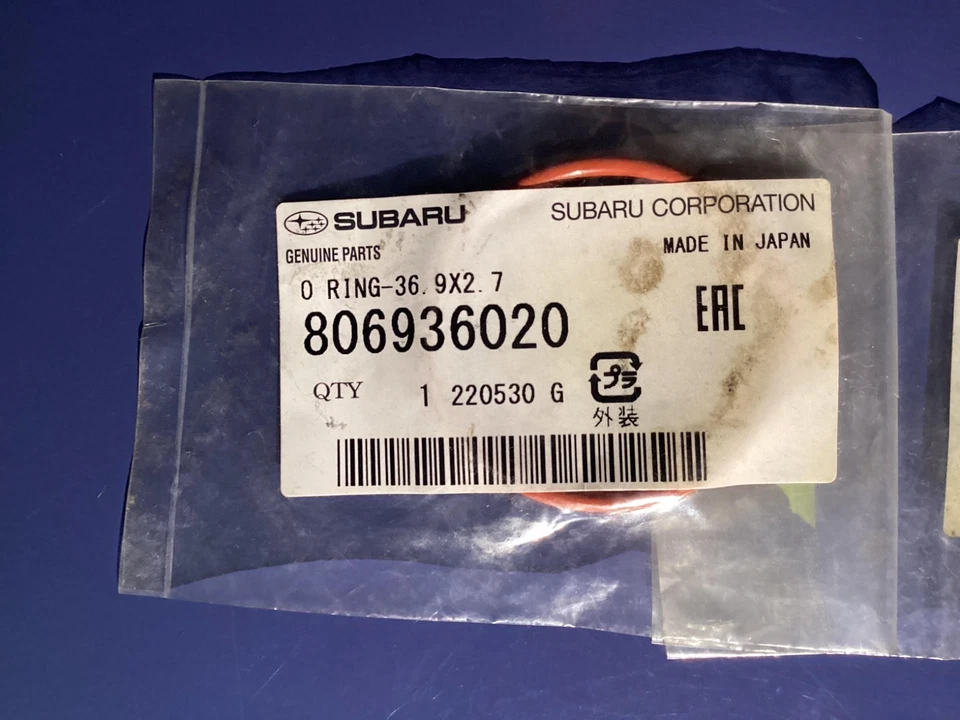 SUBARU
SUBARU CORPORATION
GENUINE PARTS
MADE IN JAPAN
O RING-36.9X2.7
806936020
EAC
QTY 1 220530 G
プラ
外装